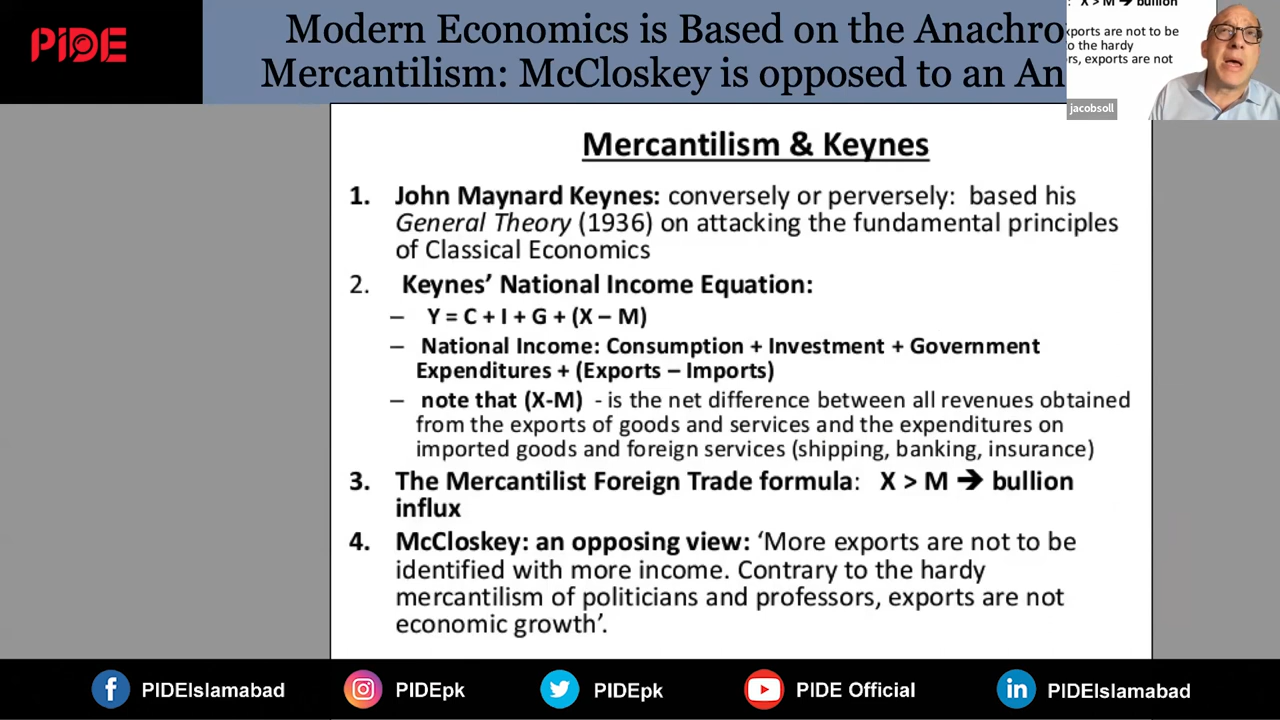 PiDE
Modern Economics is Based on the Anachro
Mercantilism: McCloskey is opposed to an An
: X > M ➔ bullion
xports are not to be
o the hardy
rs, exports are not
jacobsoll
Mercantilism & Keynes
1. John Maynard Keynes: conversely or perversely: based his
General Theory (1936) on attacking the fundamental principles
of Classical Economics
2. Keynes’ National Income Equation:
– Y = C + I + G + (X – M)
– National Income: Consumption + Investment + Government
Expenditures + (Exports – Imports)
– note that (X-M) - is the net difference between all revenues obtained
from the exports of goods and services and the expenditures on
imported goods and foreign services (shipping, banking, insurance)
3. The Mercantilist Foreign Trade formula: X > M ➔ bullion
influx
4. McCloskey: an opposing view: ‘More exports are not to be
identified with more income. Contrary to the hardy
mercantilism of politicians and professors, exports are not
economic growth’.
PIDEIslamabad
PIDEpk
PIDEpk
PIDE Official
PIDEIslamabad